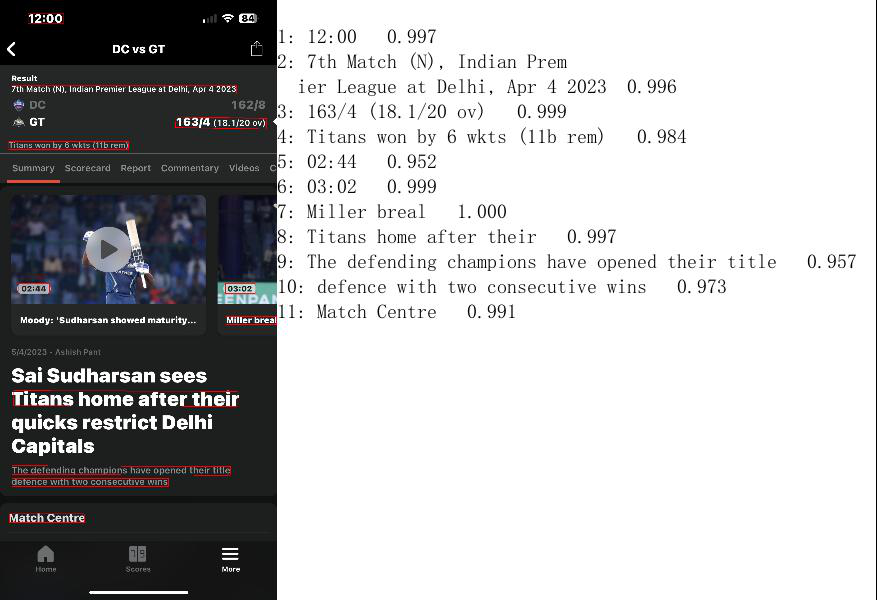 12:00
84
DC vs GT
Result
7th Match (N), Indian Premier League at Delhi, Apr 4 2023
DC 162/8
GT 163/4 (18.1/20 ov)
Titans won by 6 wkts (11b rem)
Summary Scorecard Report Commentary Videos C
02:44
03:02
EENPAN
Moody: 'Sudharsan showed maturity...
Miller breal
5/4/2023 - Ashish Pant
Sai Sudharsan sees
Titans home after their
quicks restrict Delhi
Capitals
The defending champions have opened their title
defence with two consecutive wins
Match Centre
Home Scores More
1: 12:00 0.997
2: 7th Match (N), Indian Prem
ier League at Delhi, Apr 4 2023 0.996
3: 163/4 (18.1/20 ov) 0.999
4: Titans won by 6 wkts (11b rem) 0.984
5: 02:44 0.952
6: 03:02 0.999
7: Miller breal 1.000
8: Titans home after their 0.997
9: The defending champions have opened their title 0.957
10: defence with two consecutive wins 0.973
11: Match Centre 0.991